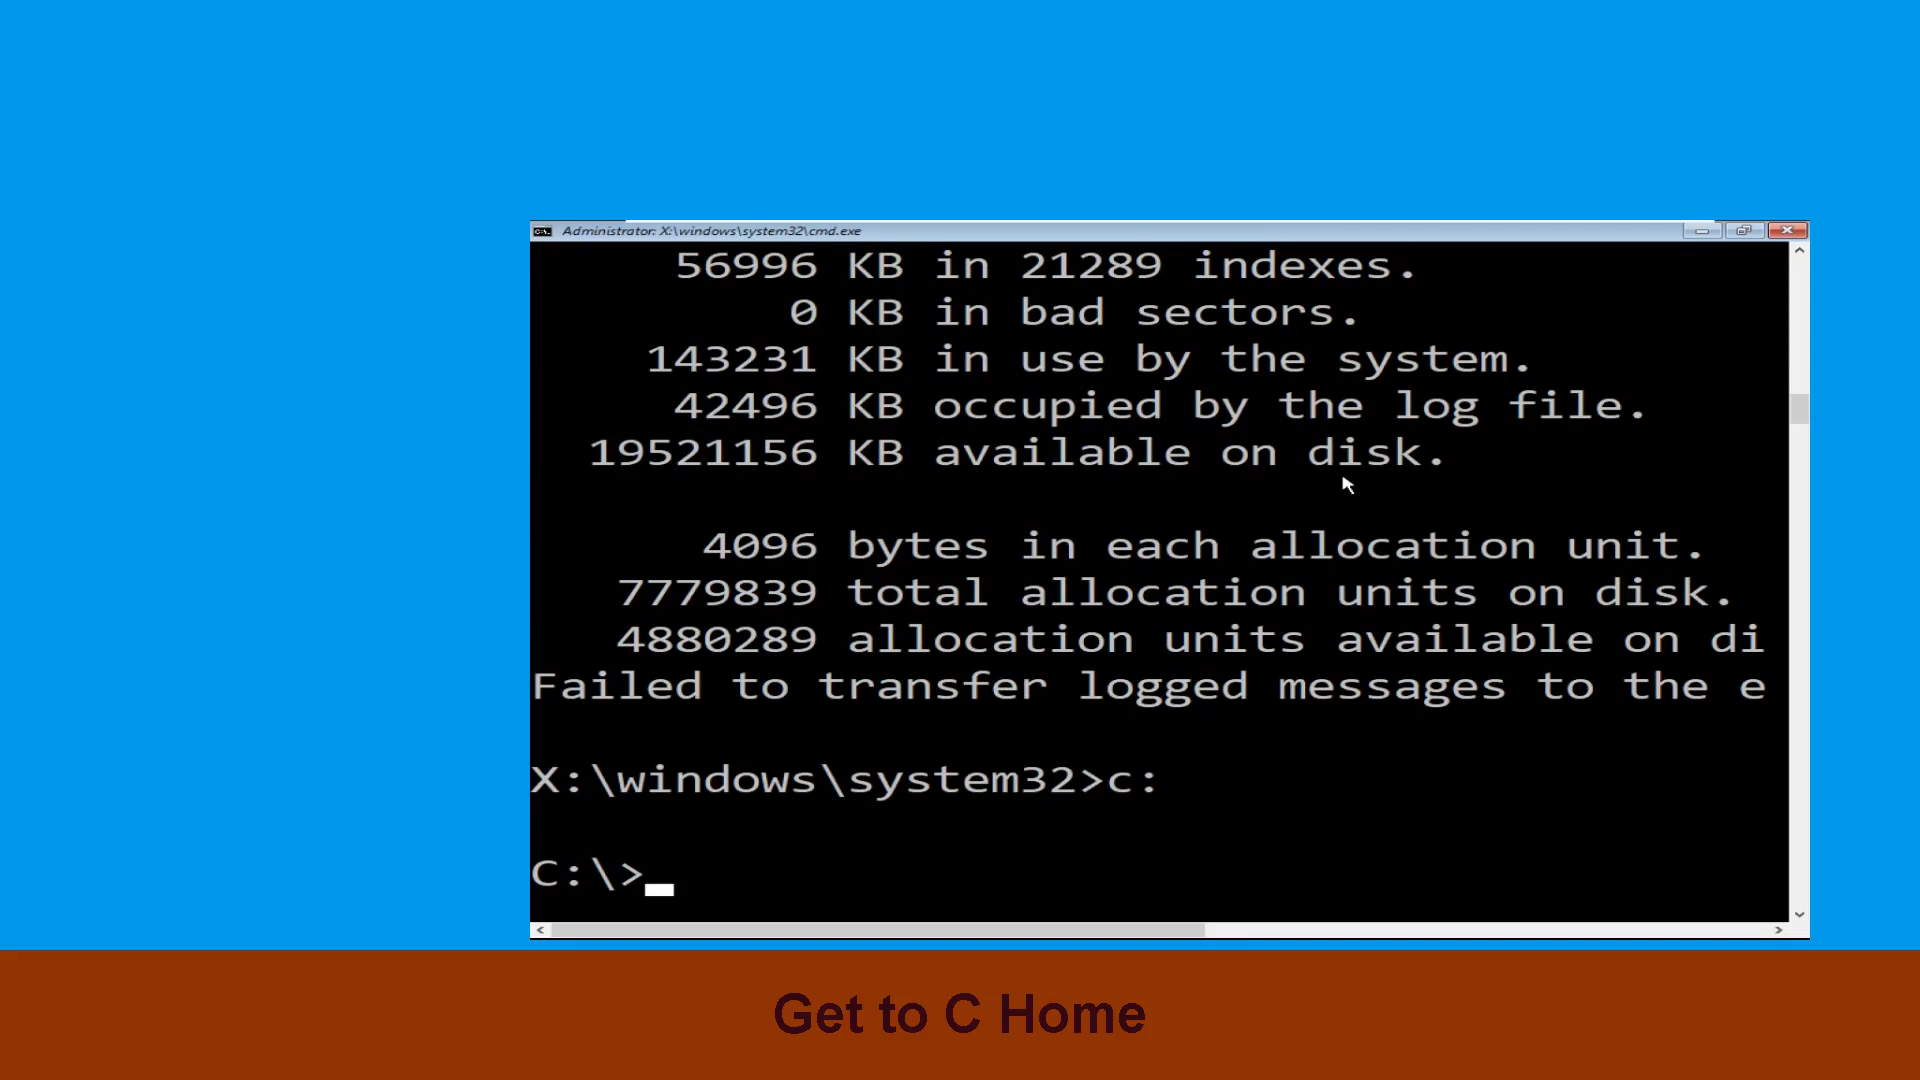 Administrator: X:\windows\system32\cmd.exe
56996 KB in 21289 indexes.
0 KB in bad sectors.
143231 KB in use by the system.
42496 KB occupied by the log file.
19521156 KB available on disk.
4096 bytes in each allocation unit.
7779839 total allocation units on disk.
4880289 allocation units available on di
Failed to transfer logged messages to the e
X:\windows\system32>c:
C:\>
Get to C Home